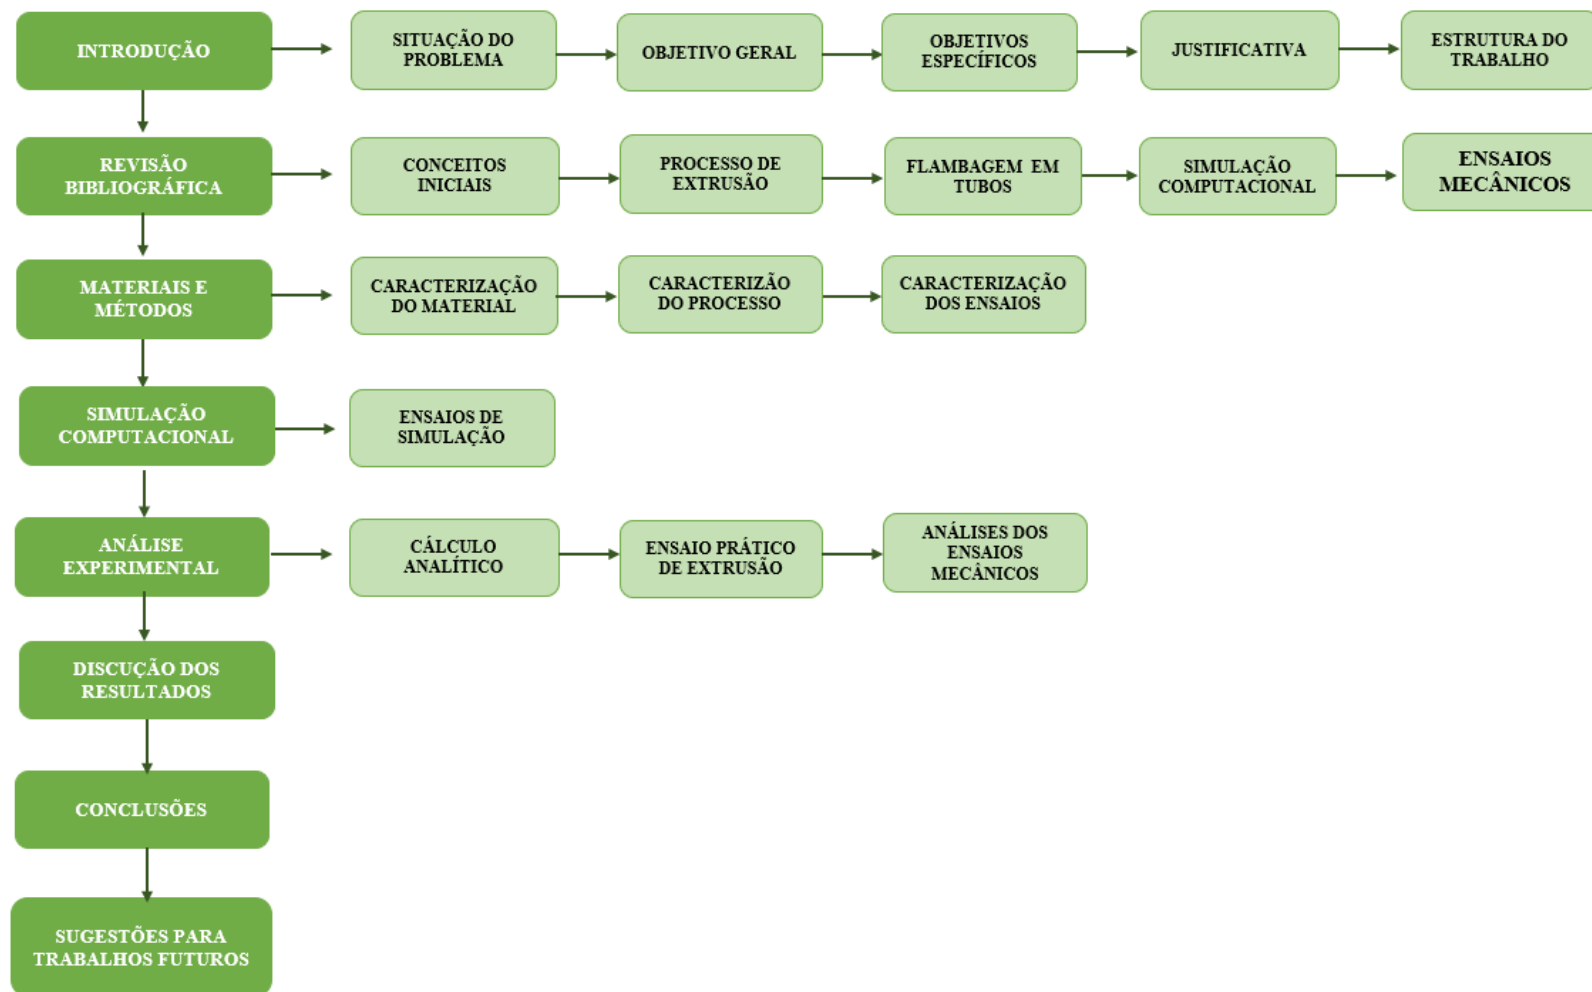 INTRODUÇÃO
SITUAÇÃO DO
PROBLEMA
OBJETIVO GERAL
OBJETIVOS
ESPECÍFICOS
JUSTIFICATIVA
ESTRUTURA DO
TRABALHO
REVISÃO
BIBLIOGRÁFICA
CONCEITOS
INICIAIS
PROCESSO DE
EXTRUSÃO
FLAMBAGEM EM
TUBOS
SIMULAÇÃO
COMPUTACIONAL
ENSAIOS
MECÂNICOS
MATERIAIS E
MÉTODOS
CARACTERIZAÇÃO
DO MATERIAL
CARACTERIZÃO
DO PROCESSO
CARACTERIZAÇÃO
DOS ENSAIOS
SIMULAÇÃO
COMPUTACIONAL
ENSAIOS DE
SIMULAÇÃO
ANÁLISE
EXPERIMENTAL
CÁLCULO
ANALÍTICO
ENSAIO PRÁTICO
DE EXTRUSÃO
ANÁLISES DOS
ENSAIOS
MECÂNICOS
DISCUÇÃO DOS
RESULTADOS
CONCLUSÕES
SUGESTÕES PARA
TRABALHOS FUTUROS